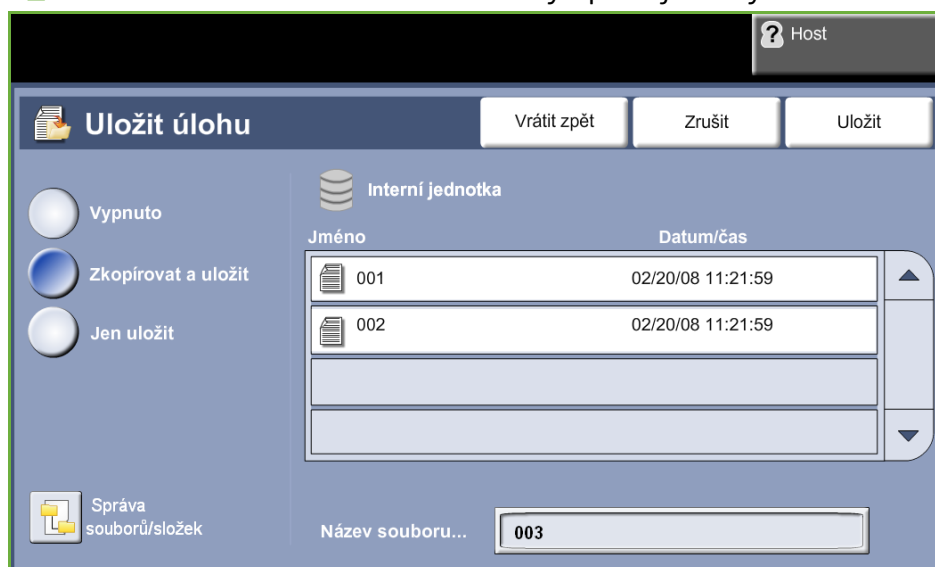 Host
Uložit úlohu
Vrátit zpět
Zrušit
Uložit
Vypnuto
Zkopírovat a uložit
Jen uložit
Interní jednotka
Jméno Datum/čas
001 02/20/08 11:21:59
002 02/20/08 11:21:59
Správa
souborů/složek
Název souboru... 003